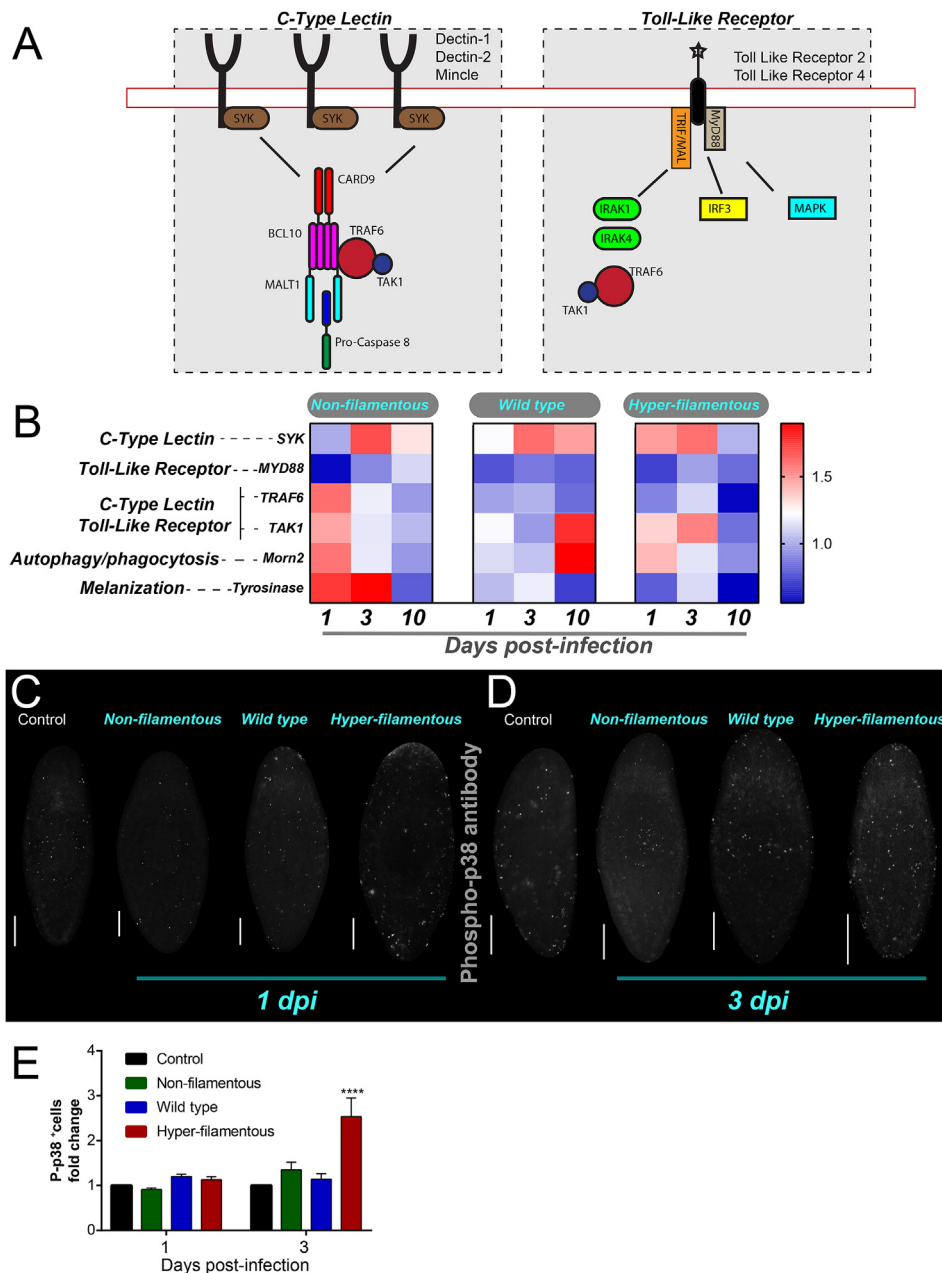 A
C-Type Lectin
Dectin-1
Dectin-2
Mincle
SYK
SYK
SYK
CARD9
BCL10
TRAF6
TAK1
MALT1
Pro-Caspase 8
Toll-Like Receptor
Toll Like Receptor 2
Toll Like Receptor 4
TRIF/MAL
MyD88
IRAK1
IRF3
MAPK
IRAK4
TRAF6
TAK1
B
Non-filamentous
Wild type
Hyper-filamentous
C-Type Lectin - - - - - - SYK
Toll-Like Receptor - - - MYD88
C-Type Lectin
Toll-Like Receptor
TRAF6
TAK1
Autophagy/phagocytosis - - - Morn2
Melanization - - - - Tyrosinase
1.5
1.0
1 3 10
1 3 10
1 3 10
Days post-infection
C
Control
Non-filamentous
Wild type
Hyper-filamentous
1 dpi
Phospho-p38 antibody
D
Control
Non-filamentous
Wild type
Hyper-filamentous
3 dpi
E
P-p38 +cells
fold change
4
3
2
1
0
Control
Non-filamentous
Wild type
Hyper-filamentous
****
1
3
Days post-infection